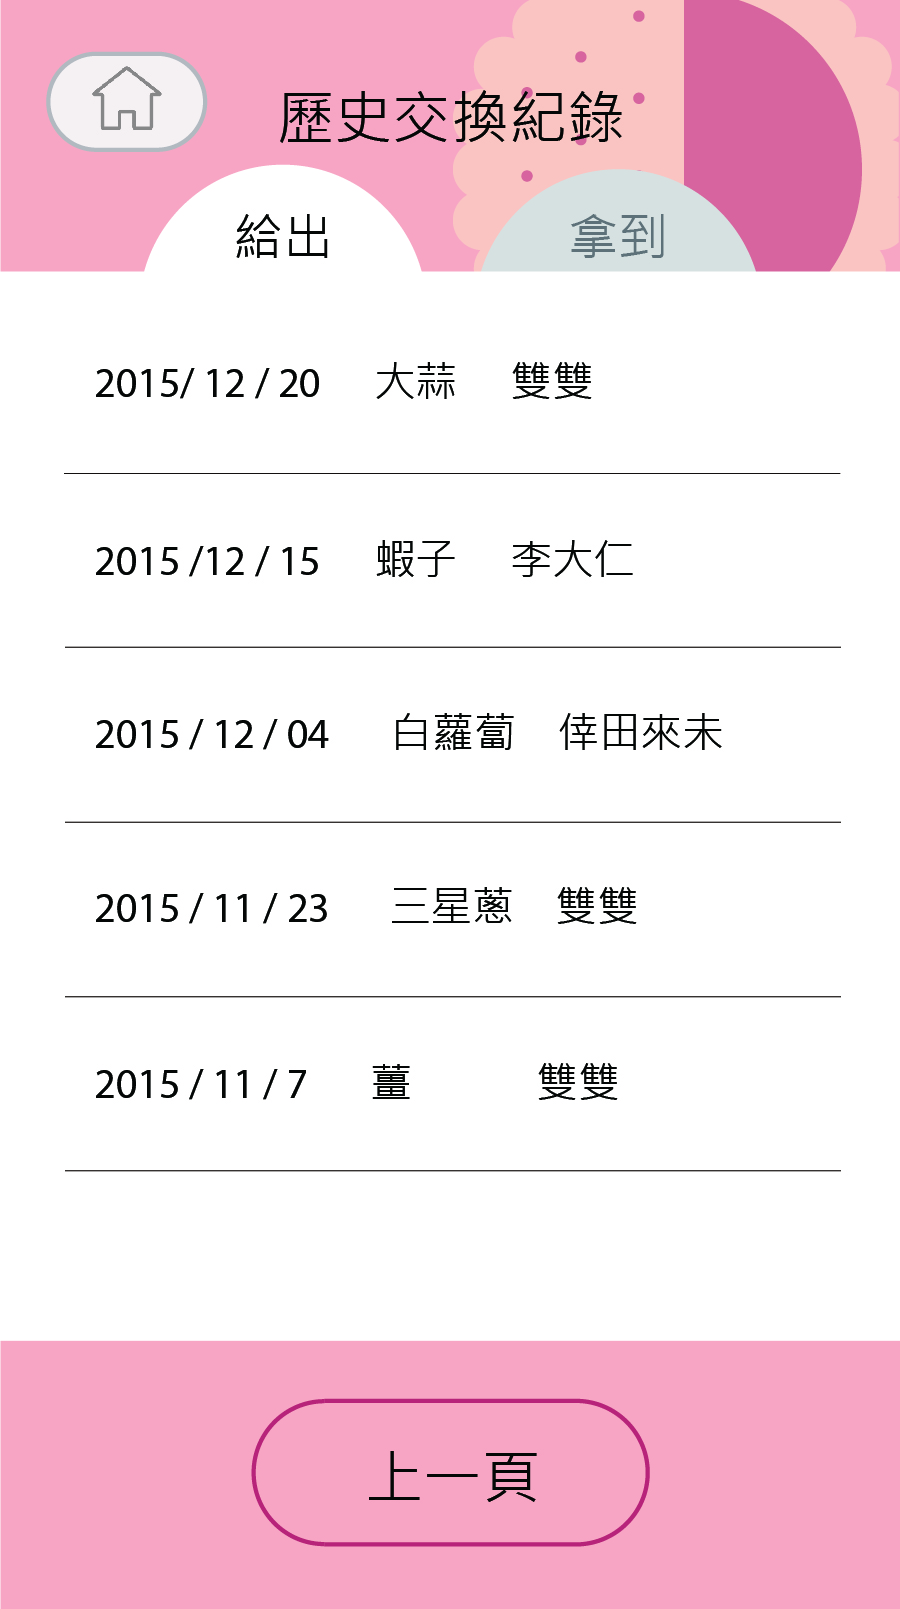 歷史交換紀錄
給出 拿到
2015/ 12 / 20 大蒜 雙雙
2015 /12 / 15 蝦子 李大仁
2015 / 12 / 04 白蘿蔔 倖田來未
2015 / 11 / 23 三星蔥 雙雙
2015 / 11 / 7 薑 雙雙
上一頁